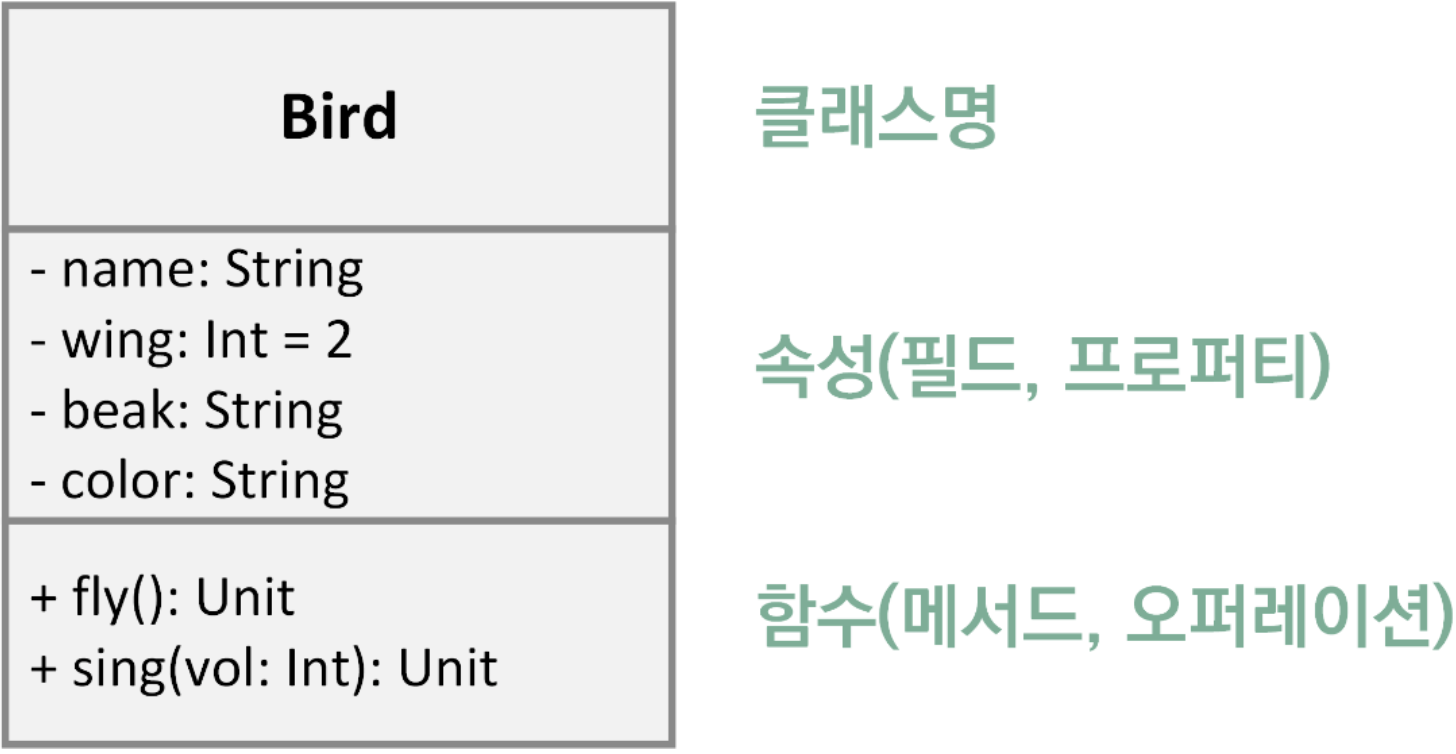 Bird
클래스명
- name: String
- wing: Int = 2
- beak: String
- color: String
속성(필드, 프로퍼티)
+ fly(): Unit
+ sing(vol: Int): Unit
함수(메서드, 오퍼레이션)